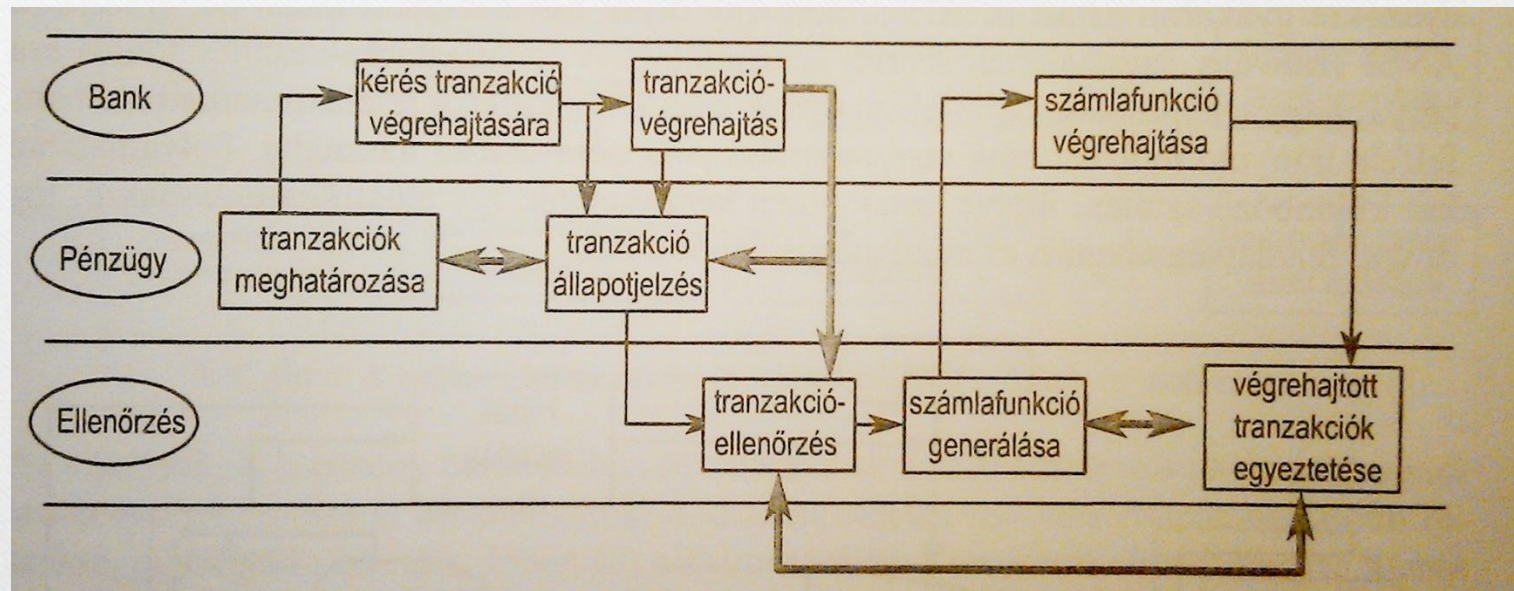 Bank
kérés tranzakció
végrehajtására
tranzakció-
végrehajtás
számlafunkció
végrehajtása
Pénzügy
tranzakciók
meghatározása
tranzakció
állapotjelzés
Ellenőrzés
tranzakció-
ellenőrzés
számlafunkció
generálása
végrehajtott
tranzakciók
egyeztetése